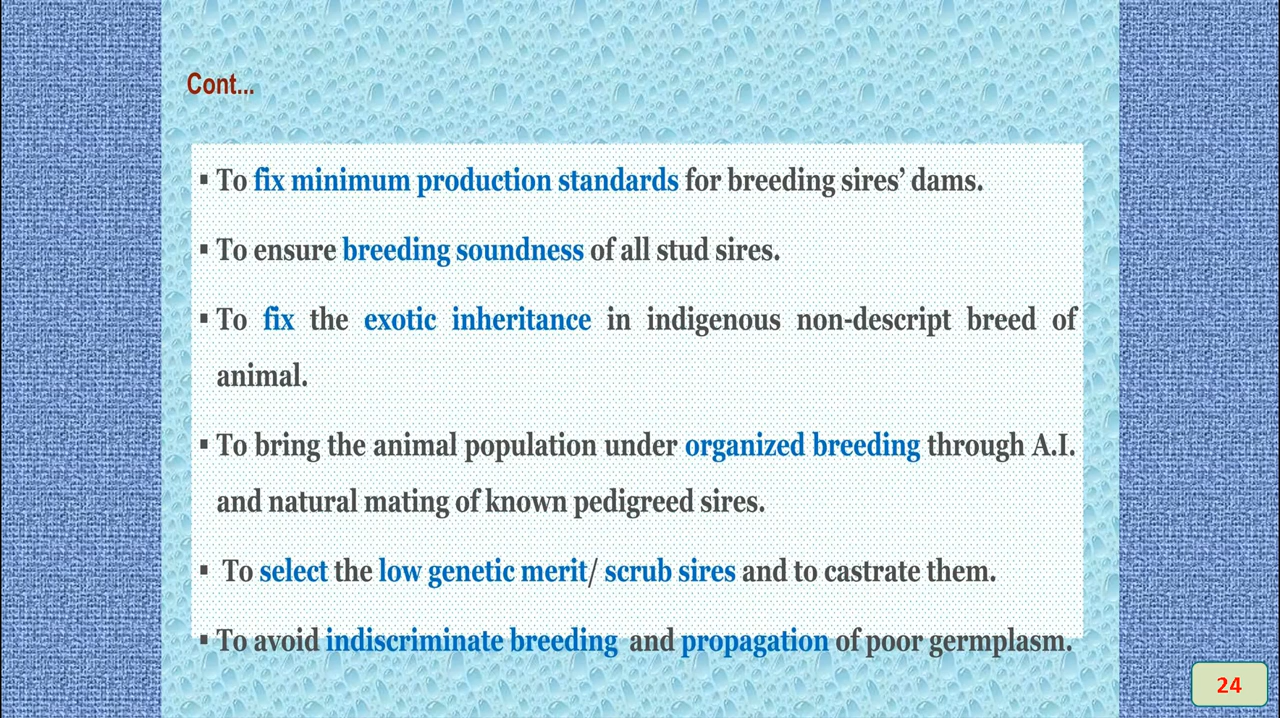 Cont...
▪ To fix minimum production standards for breeding sires’ dams.
▪ To ensure breeding soundness of all stud sires.
▪ To fix the exotic inheritance in indigenous non-descript breed of
animal.
▪ To bring the animal population under organized breeding through A.I.
and natural mating of known pedigreed sires.
▪ To select the low genetic merit/ scrub sires and to castrate them.
▪ To avoid indiscriminate breeding and propagation of poor germplasm.
24